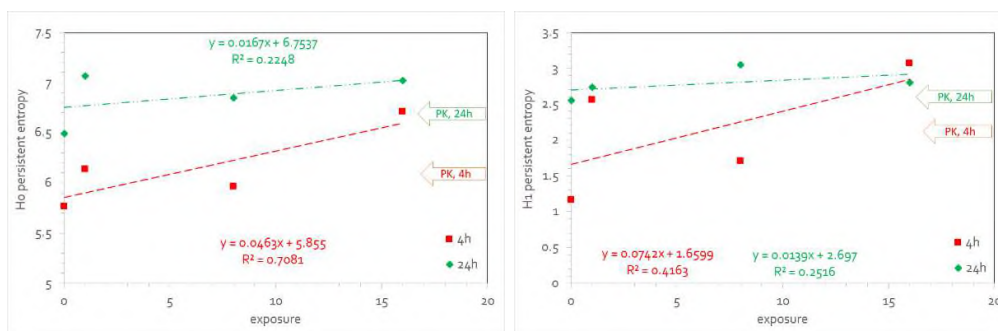 7.5
7
6.5
6
5.5
5
0
5
10
15
20
H0 persistent entropy
exposure
y = 0.0167x + 6.7537
R² = 0.2248
PK, 24h
PK, 4h
y = 0.0463x + 5.855
R² = 0.7081
4h
24h
3.5
3
2.5
2
1.5
1
0.5
0
0
5
10
15
20
H1 persistent entropy
exposure
PK, 24h
PK, 4h
y = 0.0742x + 1.6599
R² = 0.4163
y = 0.0139x + 2.697
R² = 0.2516
4h
24h